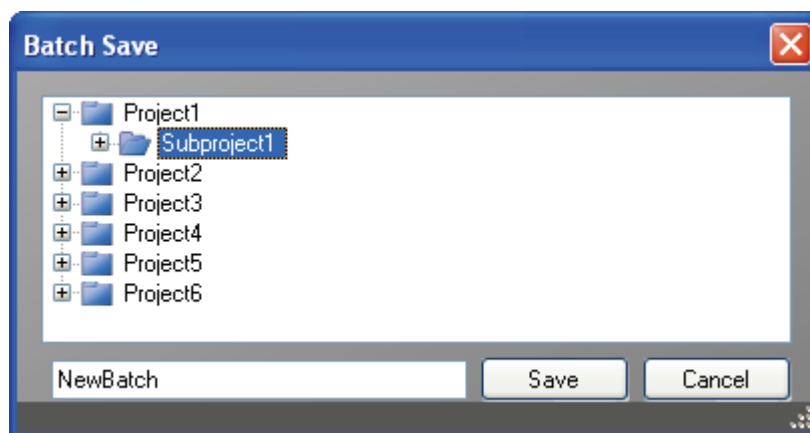 Batch Save
Project1
Subproject1
Project2
Project3
Project4
Project5
Project6
NewBatch Save Cancel